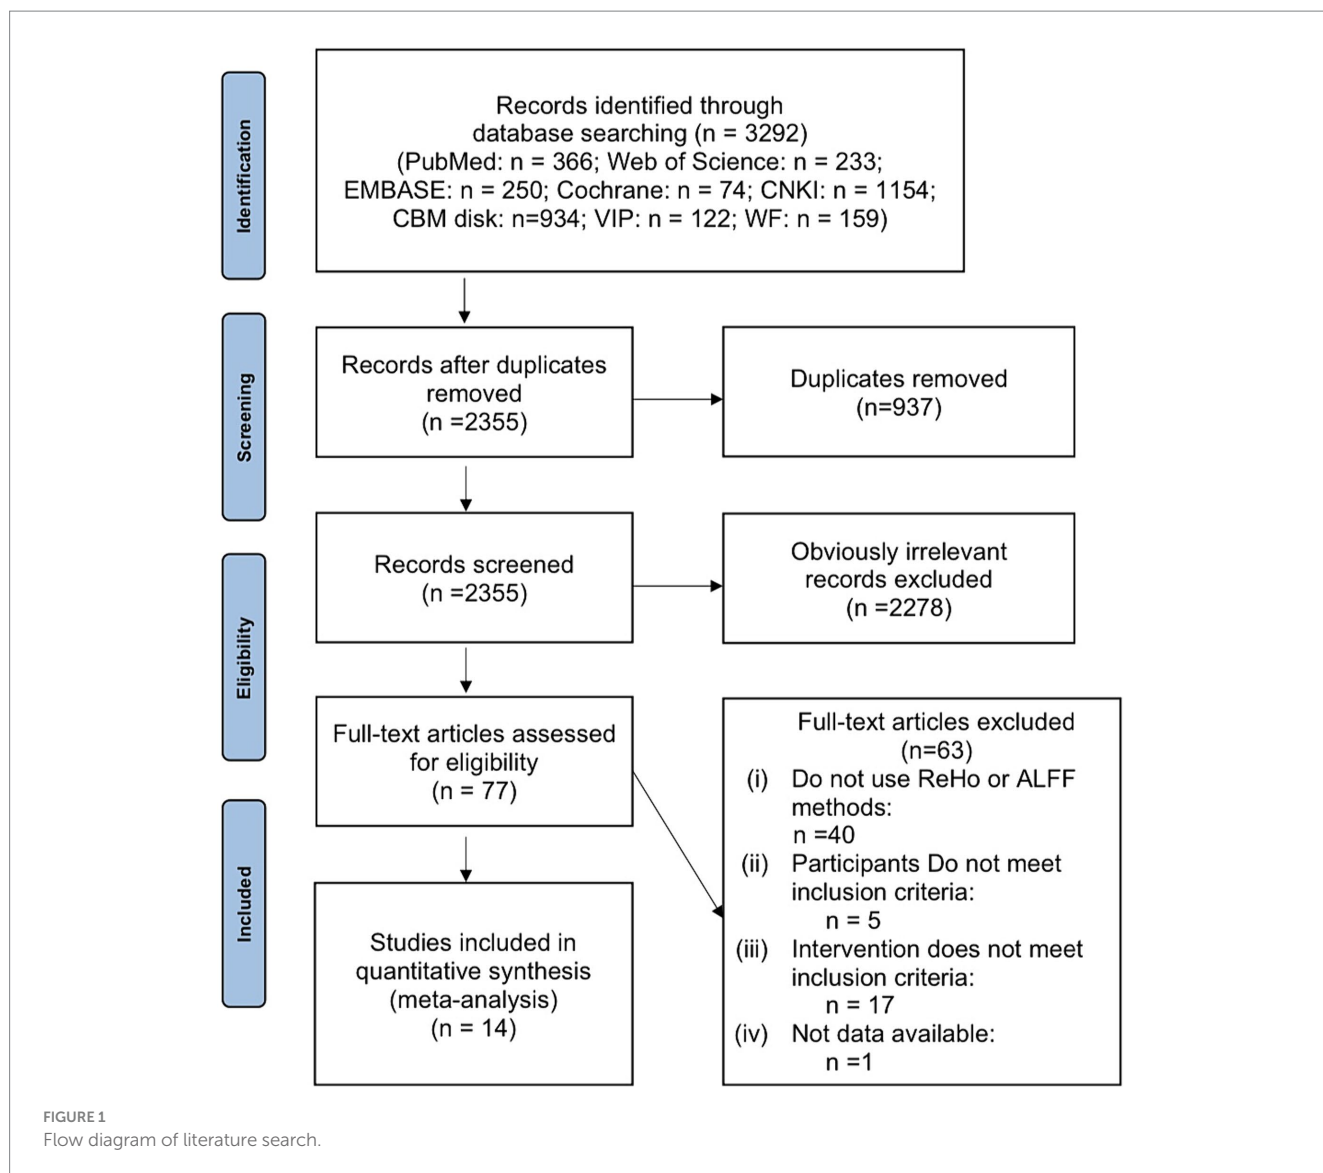 Identification
Records identified through
database searching (n = 3292)
(PubMed: n = 366; Web of Science: n = 233;
EMBASE: n = 250; Cochrane: n = 74; CNKI: n = 1154;
CBM disk: n=934; VIP: n = 122; WF: n = 159)
Screening
Records after duplicates
removed
(n =2355)
Duplicates removed
(n=937)
Records screened
(n =2355)
Obviously irrelevant
records excluded
(n =2278)
Eligibility
Full-text articles assessed
for eligibility
(n = 77)
Full-text articles excluded
(n=63)
(i) Do not use ReHo or ALFF
methods:
n =40
(ii) Participants Do not meet
inclusion criteria:
n = 5
(iii) Intervention does not meet
inclusion criteria:
n = 17
(iv) Not data available:
n =1
Included
Studies included in
quantitative synthesis
(meta-analysis)
(n = 14)
FIGURE 1
Flow diagram of literature search.